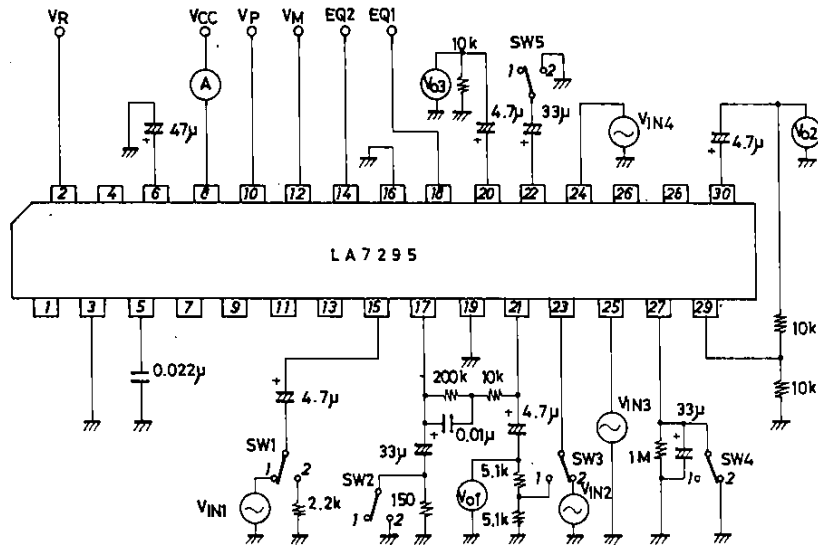 VR VCC VP VM EQ2 EQ1
10k SW5
A Vo3 1 2
47μ + 4.7μ + 33μ + VIN4 4.7μ + Vo2
2 4 6 8 10 12 14 16 18 20 22 24 26 28 30
LA7295
1 3 5 7 9 11 13 15 17 19 21 23 25 27 29
10k
0.022μ 200k 10k
+ 4.7μ + 0.01μ + 4.7μ VIN3 33μ 10k
SW1 33μ SW3 1M + SW4
1 2 SW2 5.1k 1 2 1 2
VIN1 2.2k 1 2 150 Vo1 5.1k VIN2